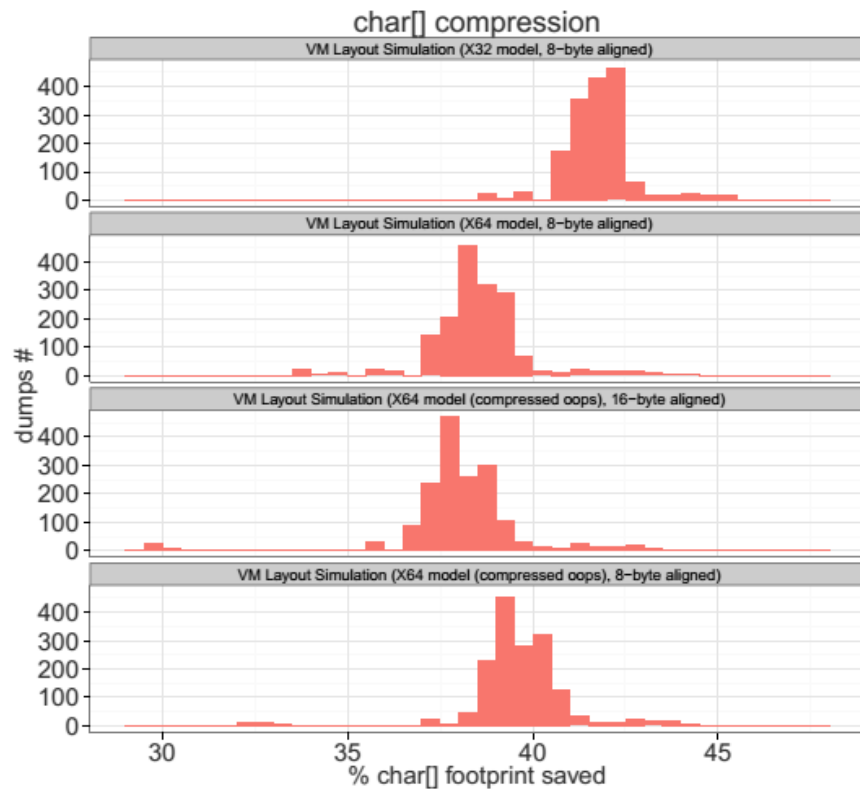 char[] compression
VM Layout Simulation (X32 model, 8−byte aligned)
400
300
200
100
0
VM Layout Simulation (X64 model, 8−byte aligned)
400
300
200
100
0
VM Layout Simulation (X64 model (compressed oops), 16−byte aligned)
400
300
200
100
0
VM Layout Simulation (X64 model (compressed oops), 8−byte aligned)
400
300
200
100
0
dumps #
30 35 40 45
% char[] footprint saved